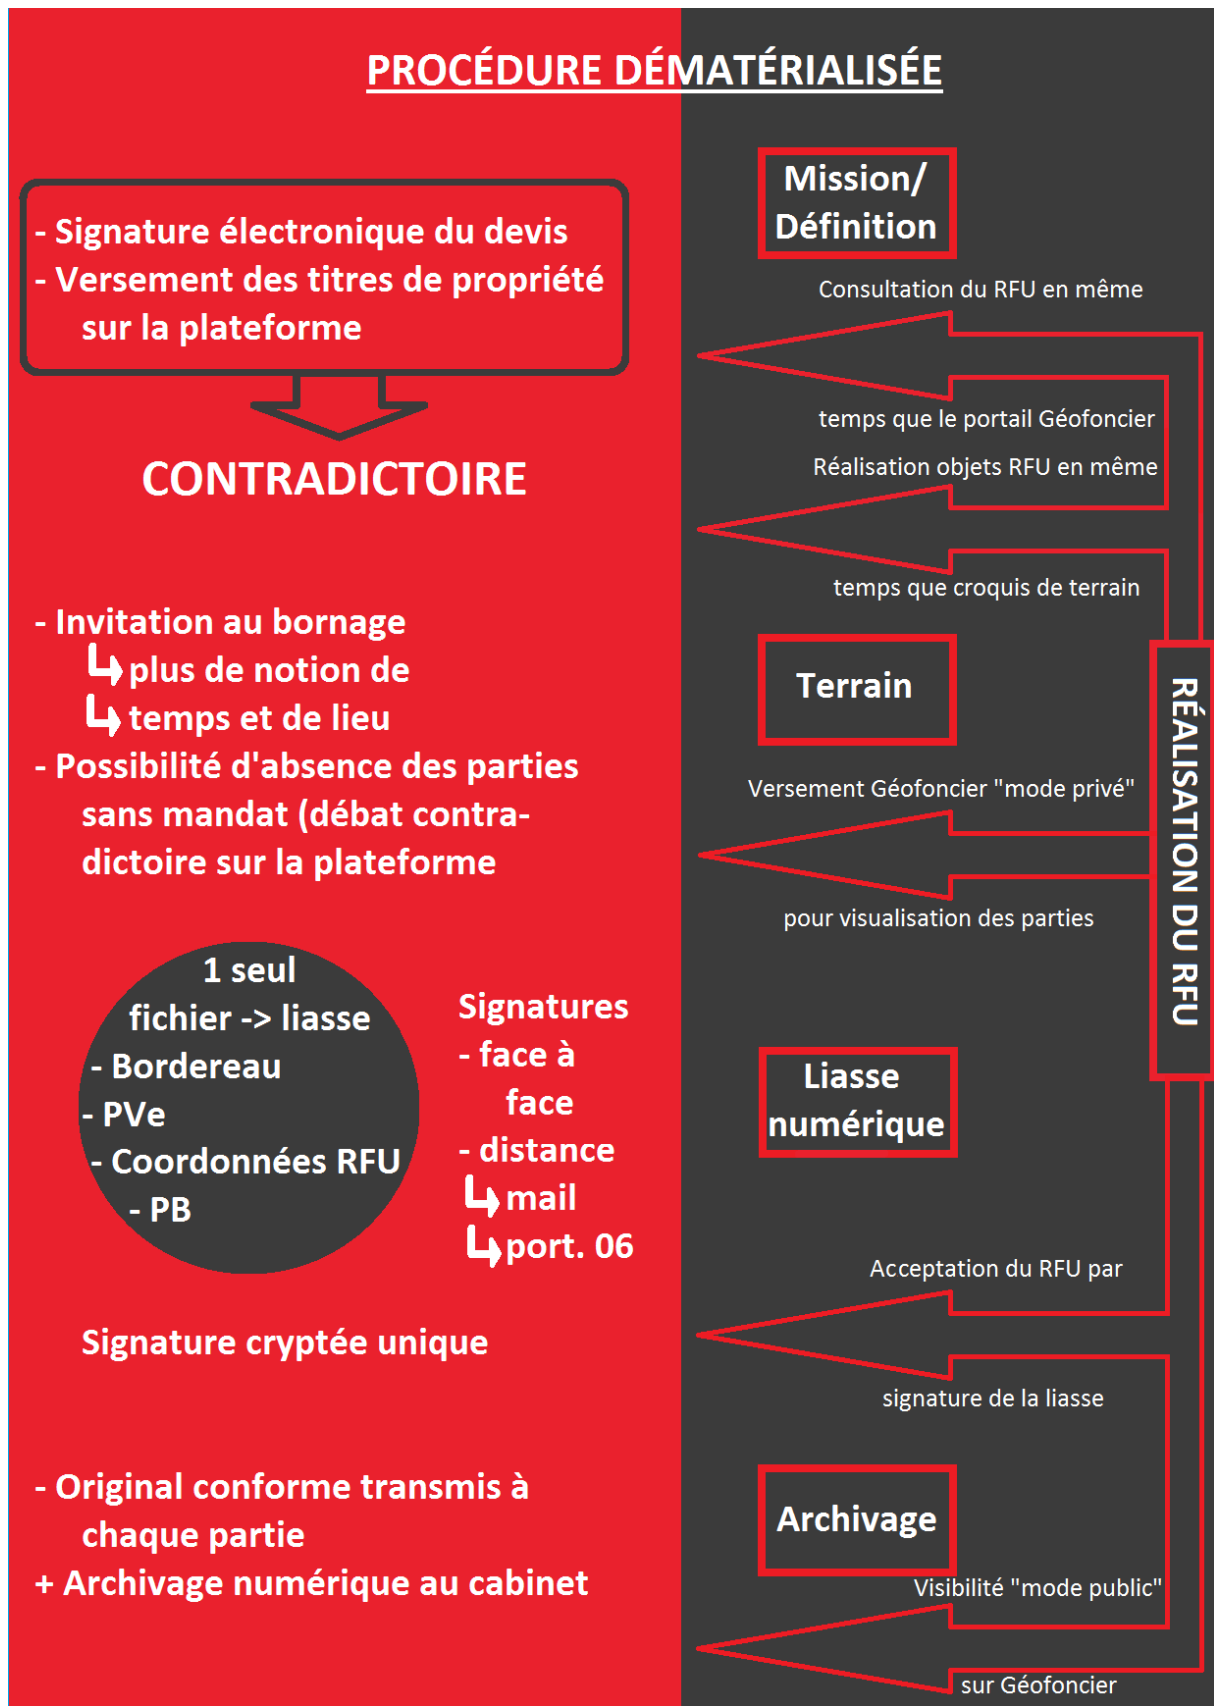 PROCÉDURE DÉMATÉRIALISÉE
- Signature électronique du devis
- Versement des titres de propriété
sur la plateforme
CONTRADICTOIRE
- Invitation au bornage
plus de notion de
temps et de lieu
- Possibilité d'absence des parties
sans mandat (débat contra-
dictoire sur la plateforme
1 seul
fichier -> liasse
- Bordereau
- PVe
- Coordonnées RFU
- PB
Signatures
- face à
face
- distance
mail
port. 06
Signature cryptée unique
- Original conforme transmis à
chaque partie
+ Archivage numérique au cabinet
Mission/
Définition
Consultation du RFU en même
temps que le portail Géofoncier
Réalisation objets RFU en même
temps que croquis de terrain
Terrain
Versement Géofoncier "mode privé"
pour visualisation des parties
Liasse
numérique
Acceptation du RFU par
signature de la liasse
Archivage
Visibilité "mode public"
sur Géofoncier
RÉALISATION DU RFU